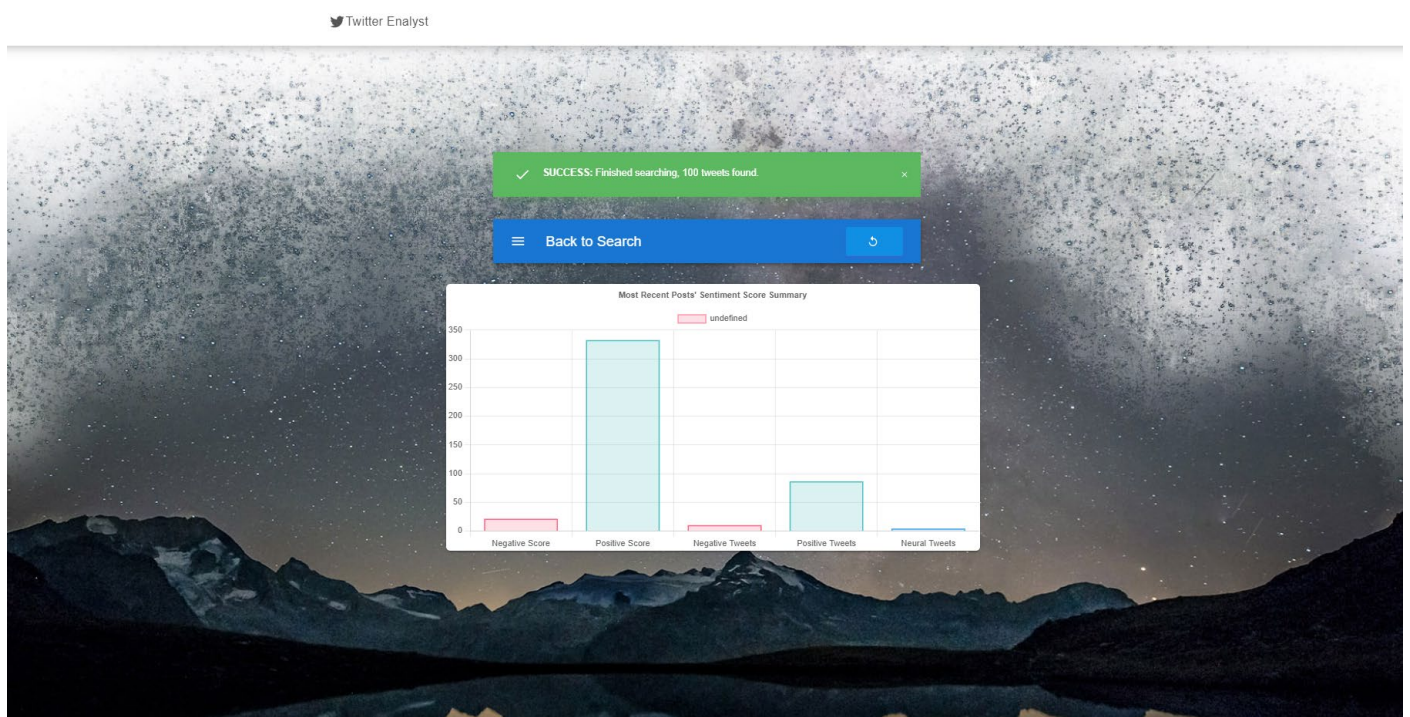 Twitter Enalyst
SUCCESS: Finished searching, 100 tweets found.
×
Back to Search
Most Recent Posts' Sentiment Score Summary
undefined
350
300
250
200
150
100
50
0
Negative Score Positive Score Negative Tweets Positive Tweets Neural Tweets